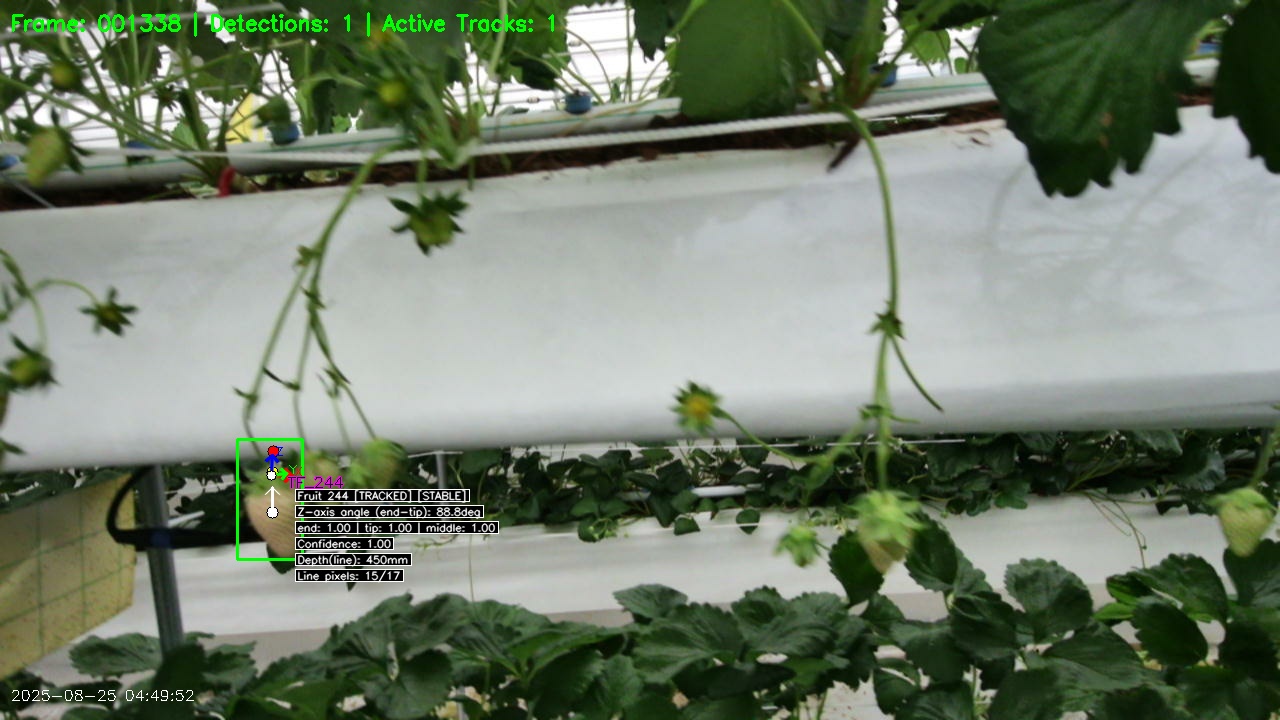 Frame: 001338 | Detections: 1 | Active Tracks: 1
Z
Y
TF_244
Fruit 244 [TRACKED] [STABLE]
Z-axis angle (end-tip): 88.8deg
end: 1.00 | tip: 1.00 | middle: 1.00
Confidence: 1.00
Depth(line): 450mm
Line pixels: 15/17
2025-08-25 04:49:52